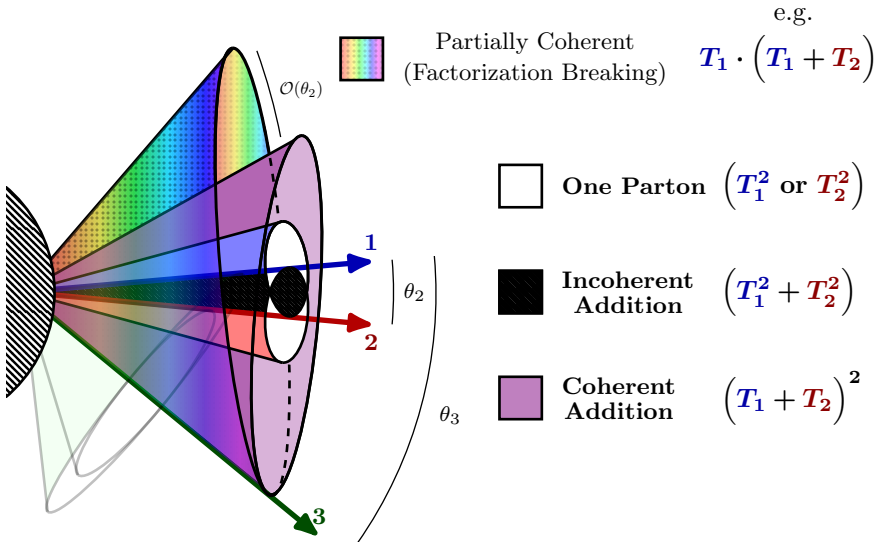 e.g.
Partially Coherent
(Factorization Breaking)
T₁ · (T₁ + T₂)
𝒪(θ₂)
One Parton (T₁² or T₂²)
1
Incoherent
Addition
(T₁² + T₂²)
θ₂
2
Coherent
Addition
(T₁ + T₂)²
θ₃
3